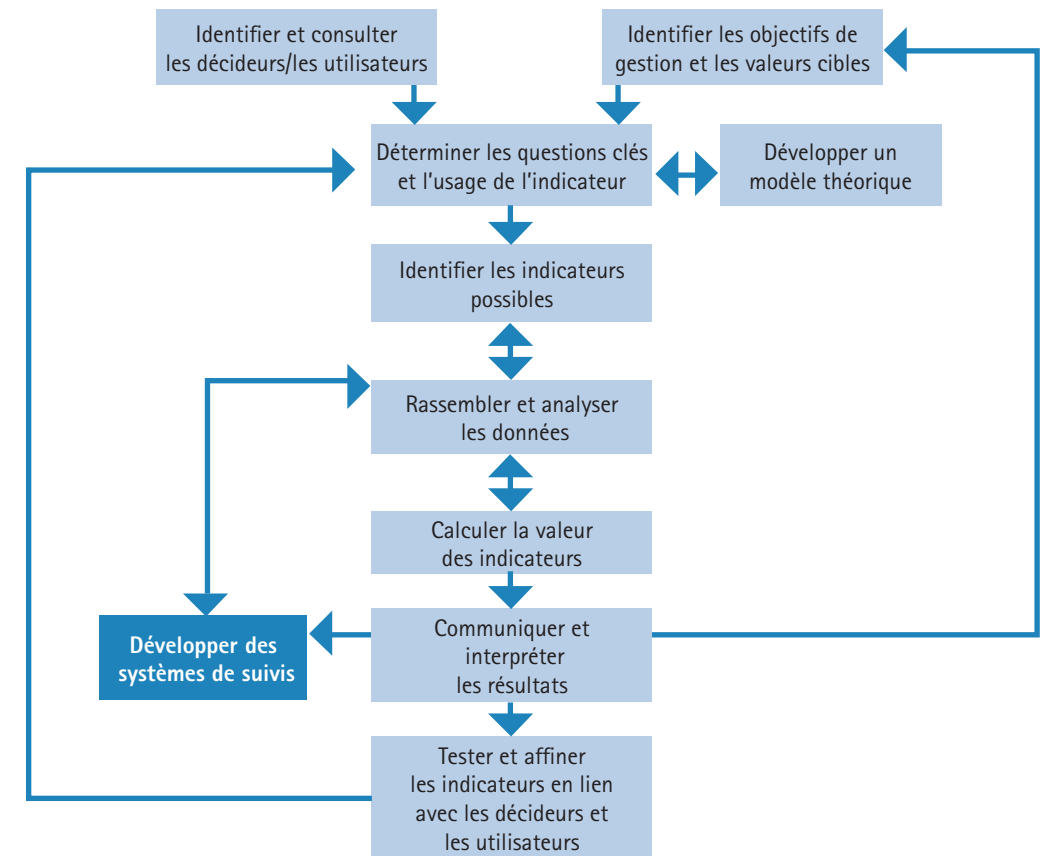 Identifier et consulter
les décideurs/les utilisateurs
Identifier les objectifs de
gestion et les valeurs cibles
Déterminer les questions clés
et l'usage de l'indicateur
Développer un
modèle théorique
Identifier les indicateurs
possibles
Rassembler et analyser
les données
Calculer la valeur
des indicateurs
Développer des
systèmes de suivis
Communiquer et
interpréter
les résultats
Tester et affiner
les indicateurs en lien
avec les décideurs et
les utilisateurs